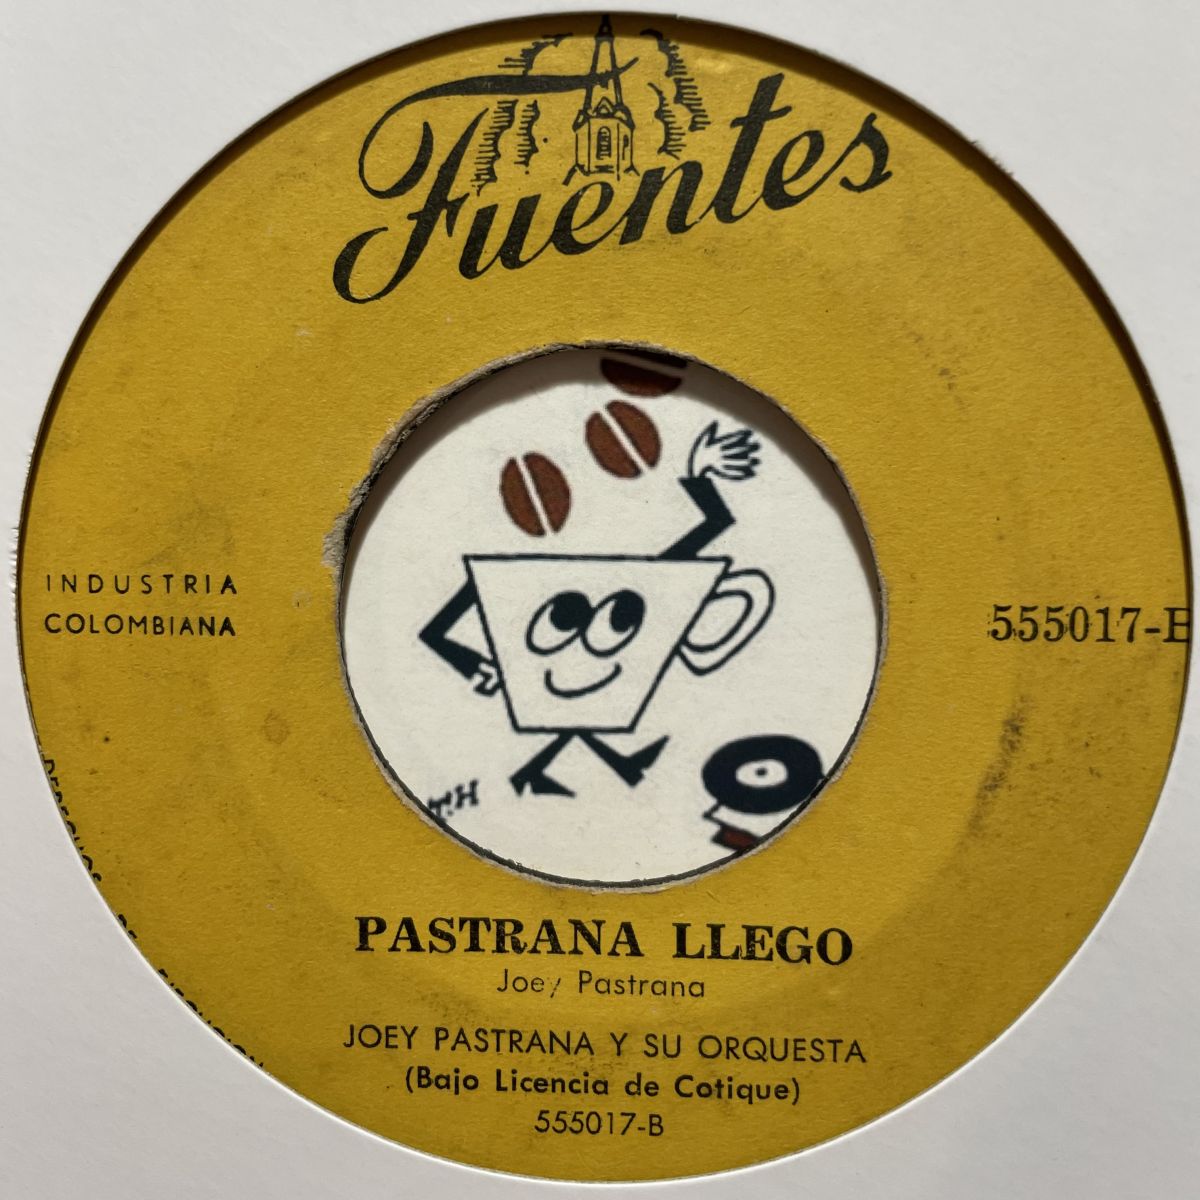 Fuentes
INDUSTRIA
COLOMBIANA
555017-B
PASTRANA LLEGO
Joey Pastrana
JOEY PASTRANA Y SU ORQUESTA
(Bajo Licencia de Cotique)
555017-B